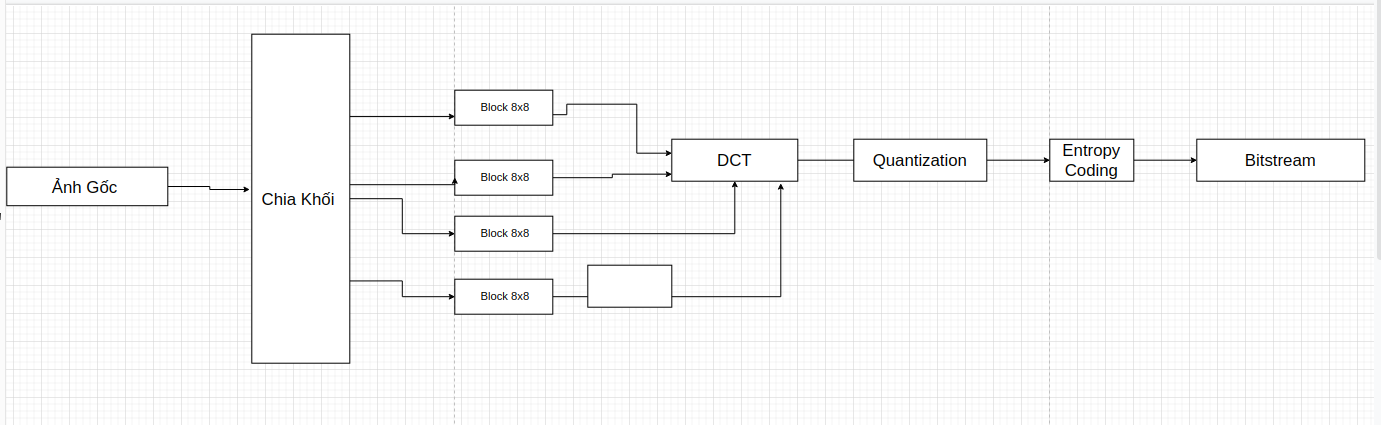 Ảnh Gốc
Chia Khối
Block 8x8
Block 8x8
Block 8x8
Block 8x8
DCT
Quantization
Entropy
Coding
Bitstream